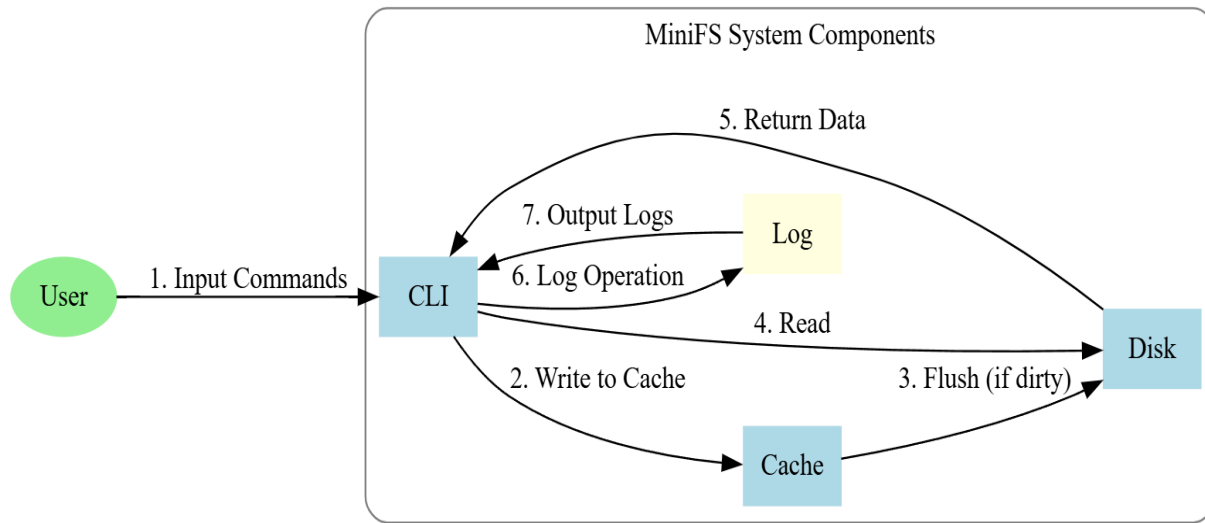 MiniFS System Components
5. Return Data
7. Output Logs
Log
6. Log Operation
User
1. Input Commands
CLI
4. Read
Disk
2. Write to Cache
3. Flush (if dirty)
Cache